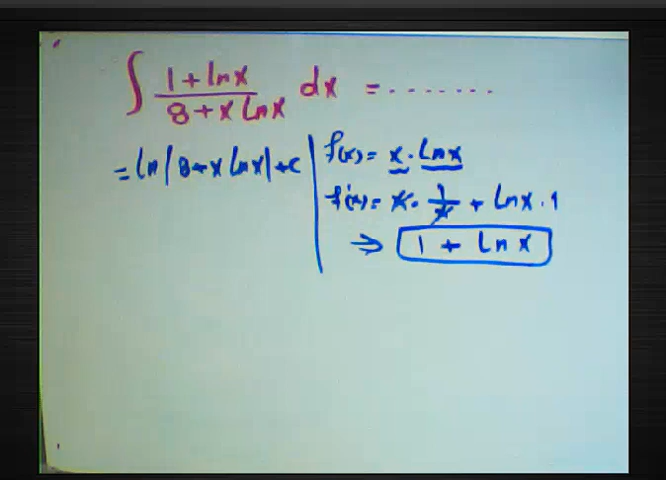 ∫ (1 + ln x)/(8 + x ln x) dx = ........
= ln|8 + x ln x| + c
f(x) = x · ln x
f'(x) = x · 1/x + ln x · 1
⇒ 1 + ln x